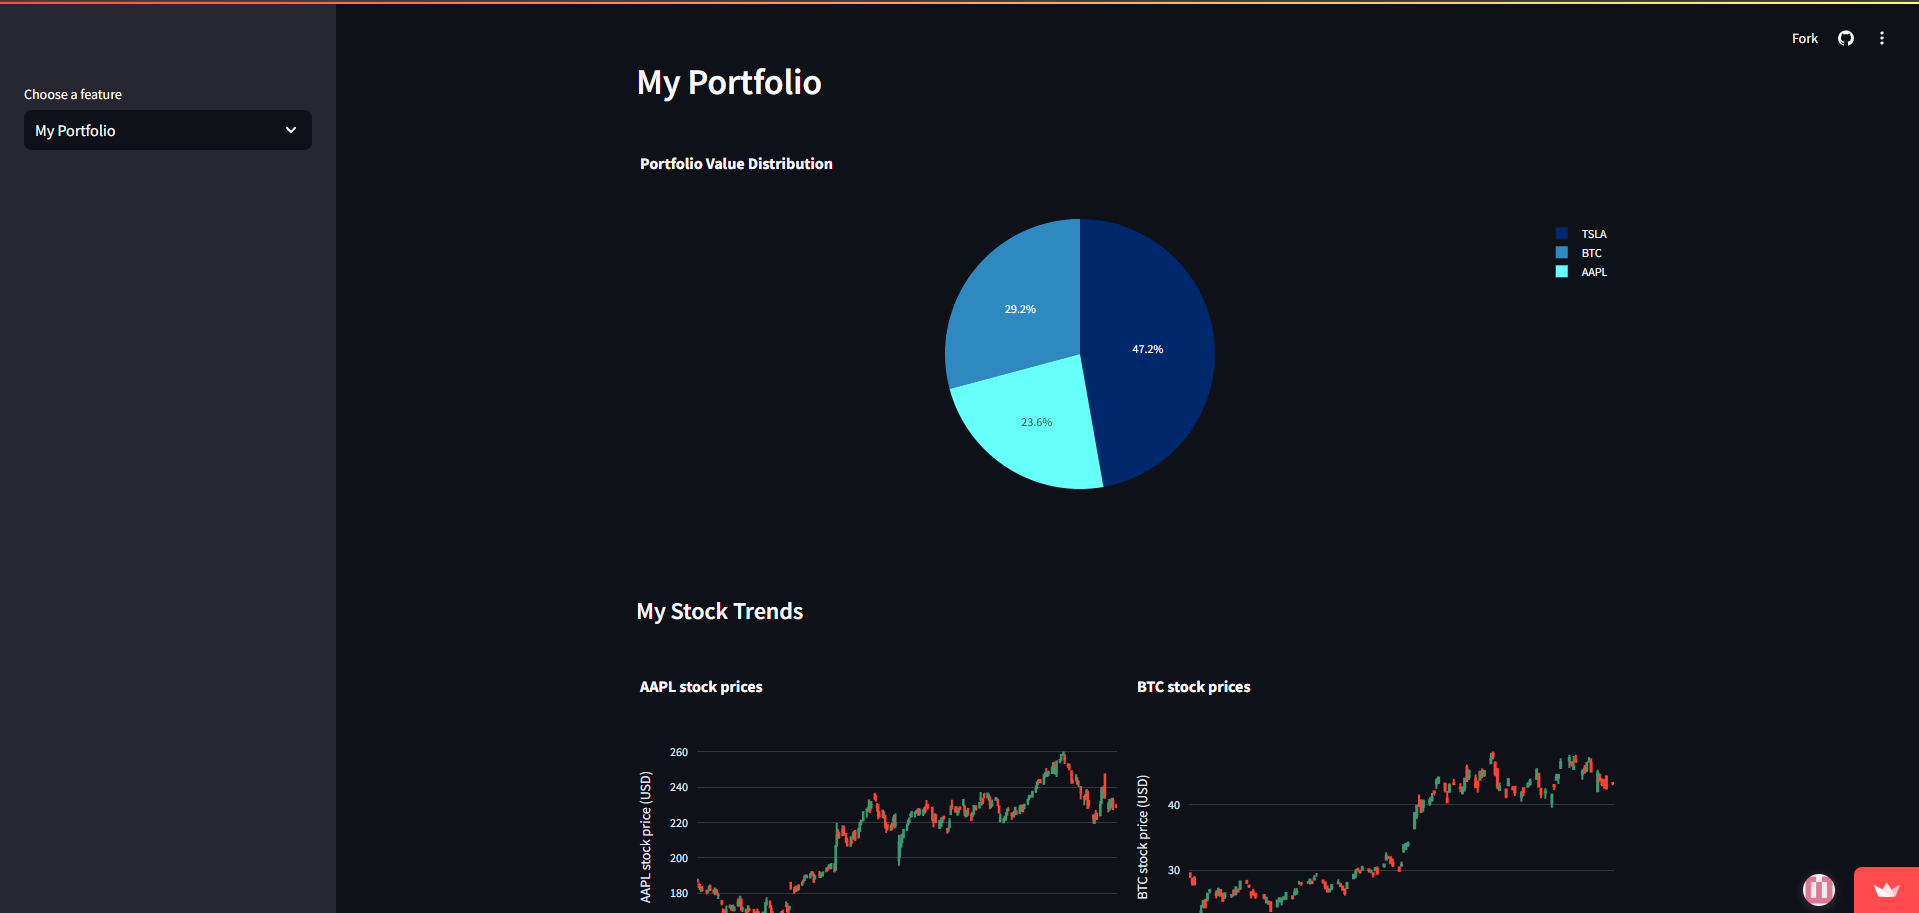 Fork
Choose a feature
My Portfolio
My Portfolio
Portfolio Value Distribution
TSLA
BTC
AAPL
29.2%
47.2%
23.6%
My Stock Trends
AAPL stock prices
AAPL stock price (USD)
260
240
220
200
180
BTC stock prices
BTC stock price (USD)
40
30